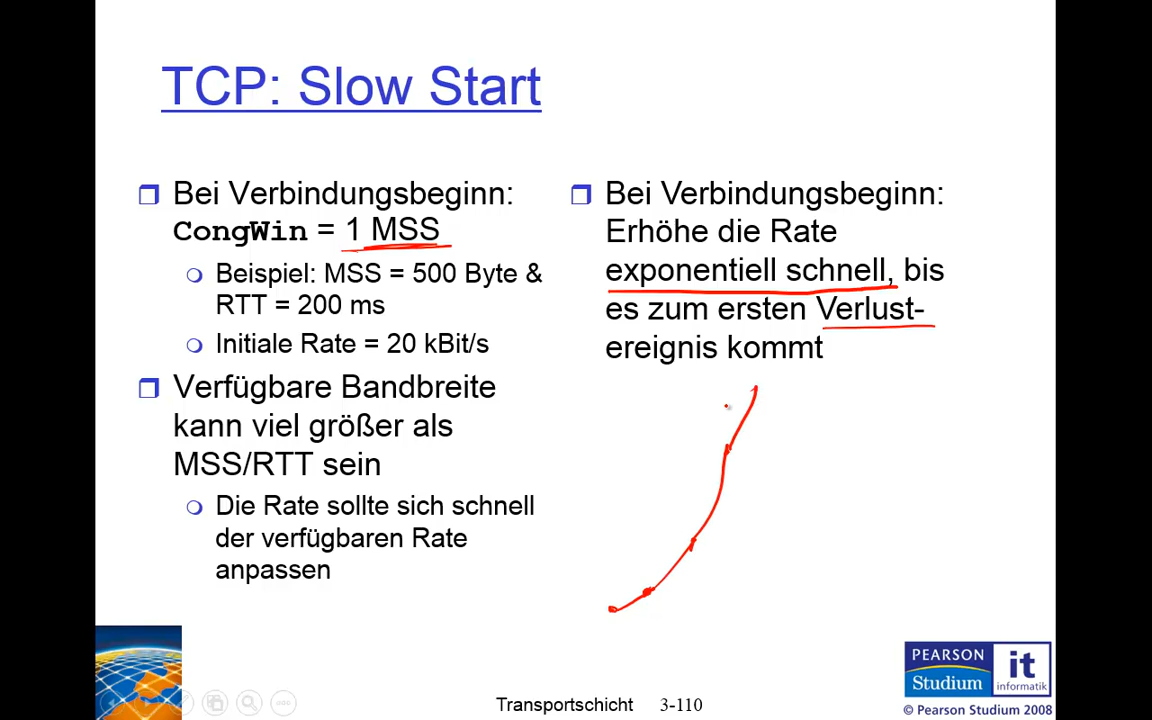 TCP: Slow Start
Bei Verbindungsbeginn:
CongWin = 1 MSS
Beispiel: MSS = 500 Byte &
RTT = 200 ms
Initiale Rate = 20 kBit/s
Verfügbare Bandbreite
kann viel größer als
MSS/RTT sein
Die Rate sollte sich schnell
der verfügbaren Rate
anpassen
Bei Verbindungsbeginn:
Erhöhe die Rate
exponentiell schnell, bis
es zum ersten Verlust-
ereignis kommt
PEARSON
Studium
it
informatik
Transportschicht 3-110
© Pearson Studium 2008